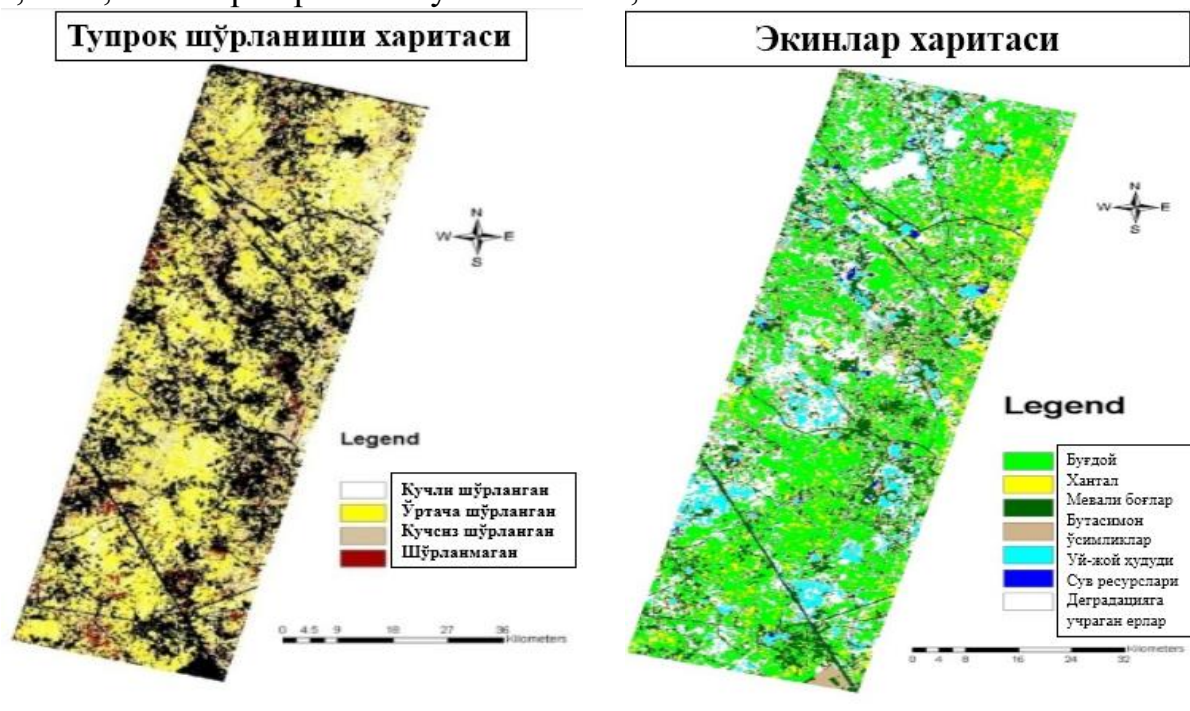 Тупроқ шўрланиши харитаси
Экинлар харитаси
N
W E
S
N
W E
S
Legend
Кучли шўрланган
Ўртача шўрланган
Кучсиз шўрланган
Шўрланмаган
0 4.5 9 18 27 36
Kilometers
Legend
Буғдой
Хантал
Мевали боғлар
Бутасимон
ўсимликлар
Уй-жой ҳудуди
Сув ресурслари
Деградацияга
учраган ерлар
0 4 8 16 24 32
Kilometers